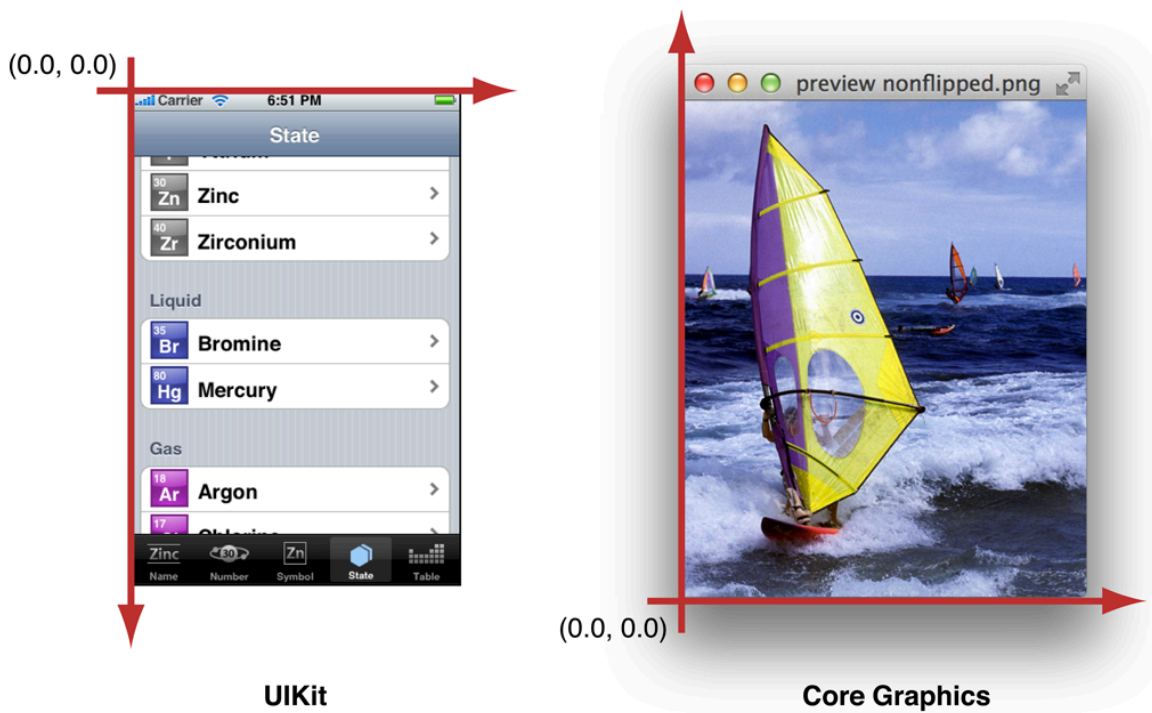 (0.0, 0.0)
Carrier 6:51 PM
State
30
Zn Zinc
40
Zr Zirconium
Liquid
35
Br Bromine
80
Hg Mercury
Gas
18
Ar Argon
17
Zinc 30 Zn
Name Number Symbol State Table
UIKit
preview nonflipped.png
(0.0, 0.0)
Core Graphics